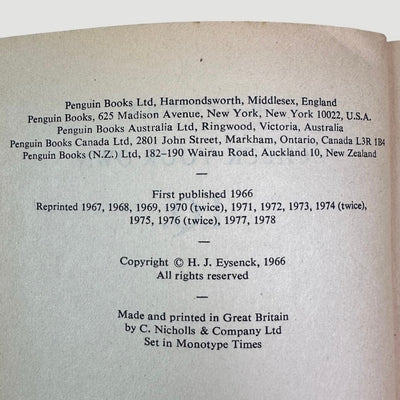 Penguin Books Ltd, Harmondsworth, Middlesex, England
Penguin Books, 625 Madison Avenue, New York, New York 10022, U.S.A.
Penguin Books Australia Ltd, Ringwood, Victoria, Australia
Penguin Books Canada Ltd, 2801 John Street, Markham, Ontario, Canada L3R 1B4
Penguin Books (N.Z.) Ltd, 182–190 Wairau Road, Auckland 10, New Zealand
—
First published 1966
Reprinted 1967, 1968, 1969, 1970 (twice), 1971, 1972, 1973, 1974 (twice),
1975, 1976 (twice), 1977, 1978
—
Copyright © H. J. Eysenck, 1966
All rights reserved
—
Made and printed in Great Britain
by C. Nicholls & Company Ltd
Set in Monotype Times